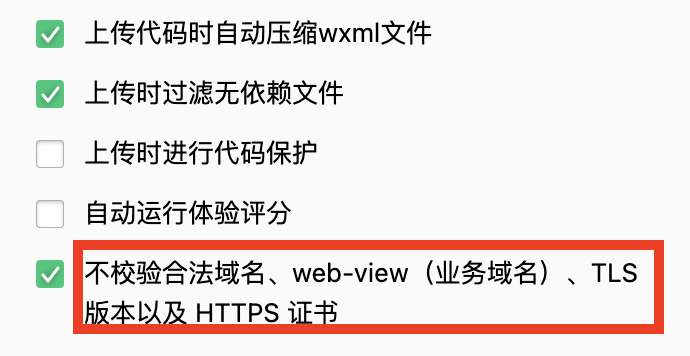 上传代码时自动压缩wxml文件
上传时过滤无依赖文件
上传时进行代码保护
自动运行体验评分
不校验合法域名、web-view（业务域名）、TLS
版本以及 HTTPS 证书